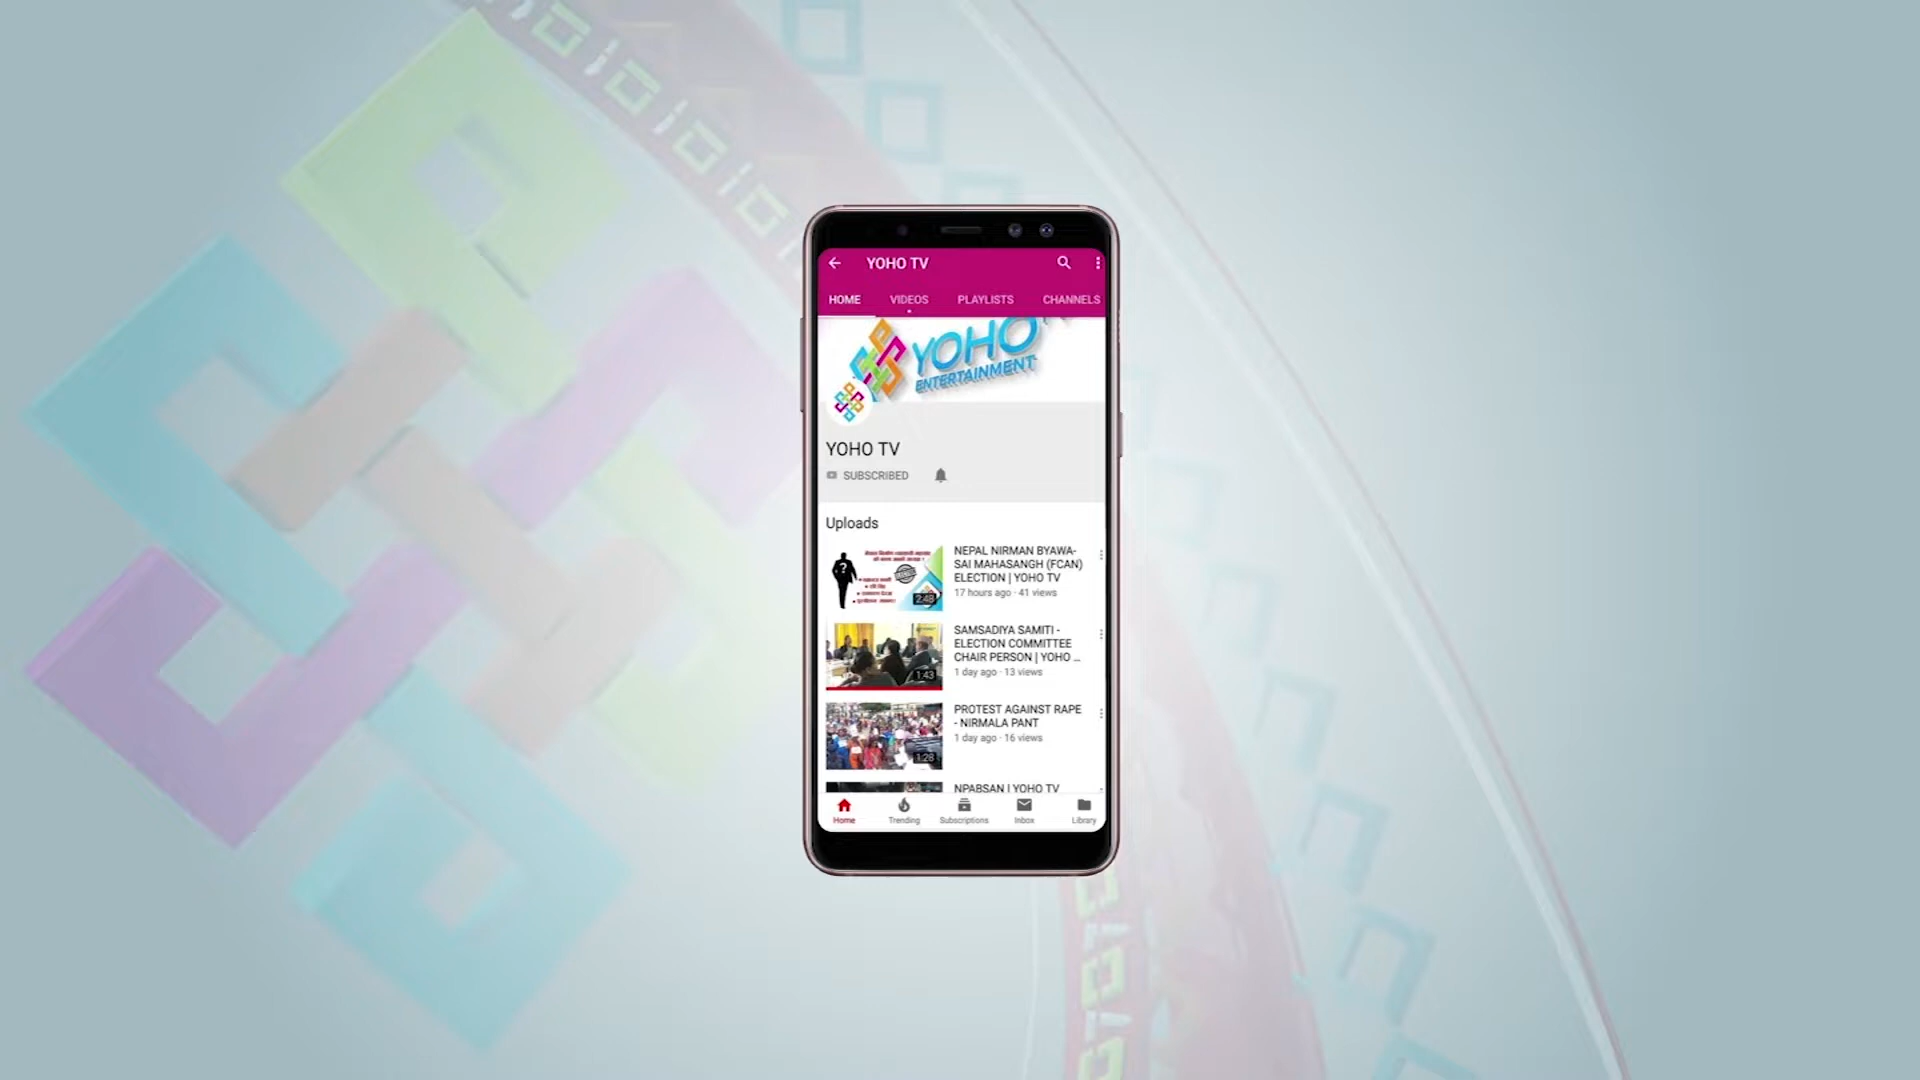 YOHO TV
HOME VIDEOS PLAYLISTS CHANNELS
YOHO
ENTERTAINMENT
YOHO TV
SUBSCRIBED
Uploads
NEPAL NIRMAN BYAWA-
SAI MAHASANGH (FCAN)
ELECTION | YOHO TV
17 hours ago · 41 views
?
2:48
SAMSADIYA SAMITI -
ELECTION COMMITTEE
CHAIR PERSON | YOHO ...
1 day ago · 13 views
1:43
PROTEST AGAINST RAPE
- NIRMALA PANT
1 day ago · 16 views
1:28
NPABSAN | YOHO TV
Home Trending Subscriptions Inbox Library